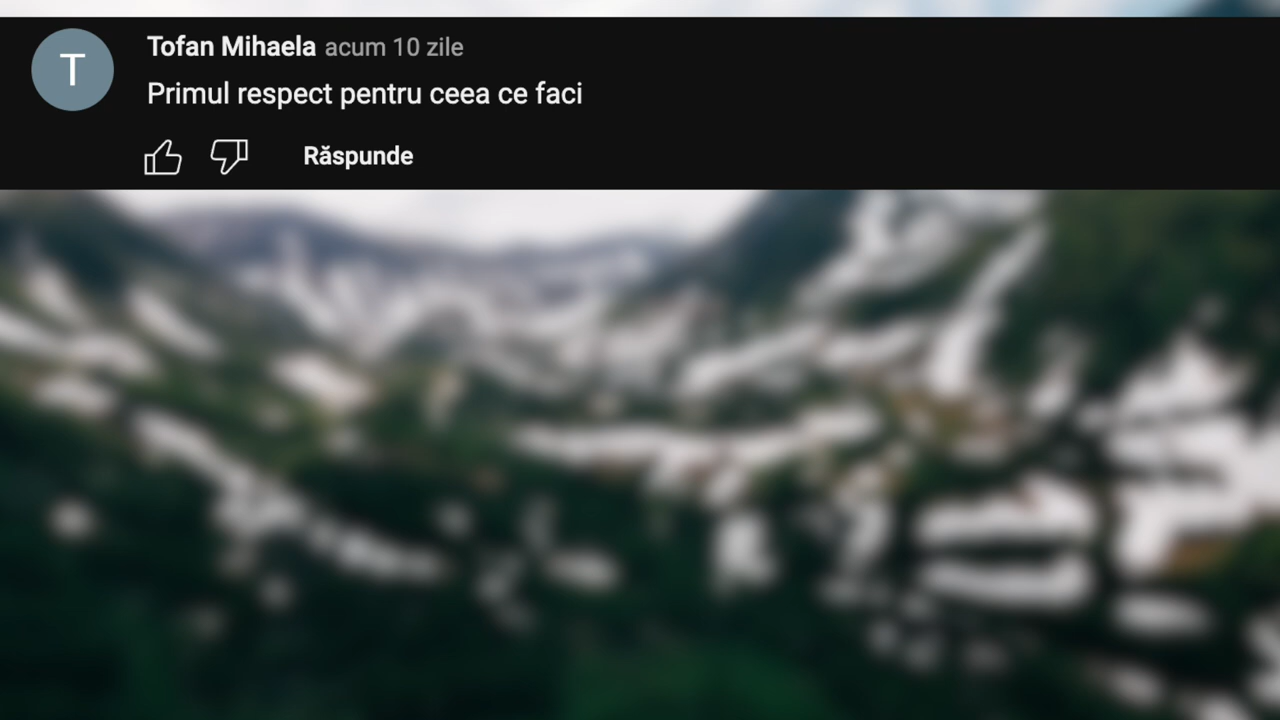 T
Tofan Mihaela acum 10 zile
Primul respect pentru ceea ce faci
Răspunde